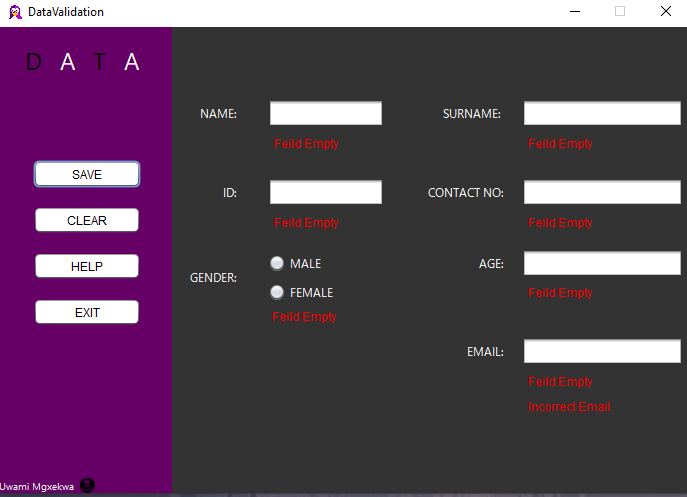 DataValidation
D A T A
NAME:
SURNAME:
Feild Empty
Feild Empty
SAVE
ID:
CONTACT NO:
CLEAR
Feild Empty
Feild Empty
HELP
GENDER:
MALE
AGE:
FEMALE
Feild Empty
EXIT
Feild Empty
EMAIL:
Feild Empty
Incorrect Email
Uwami Mgxekwa